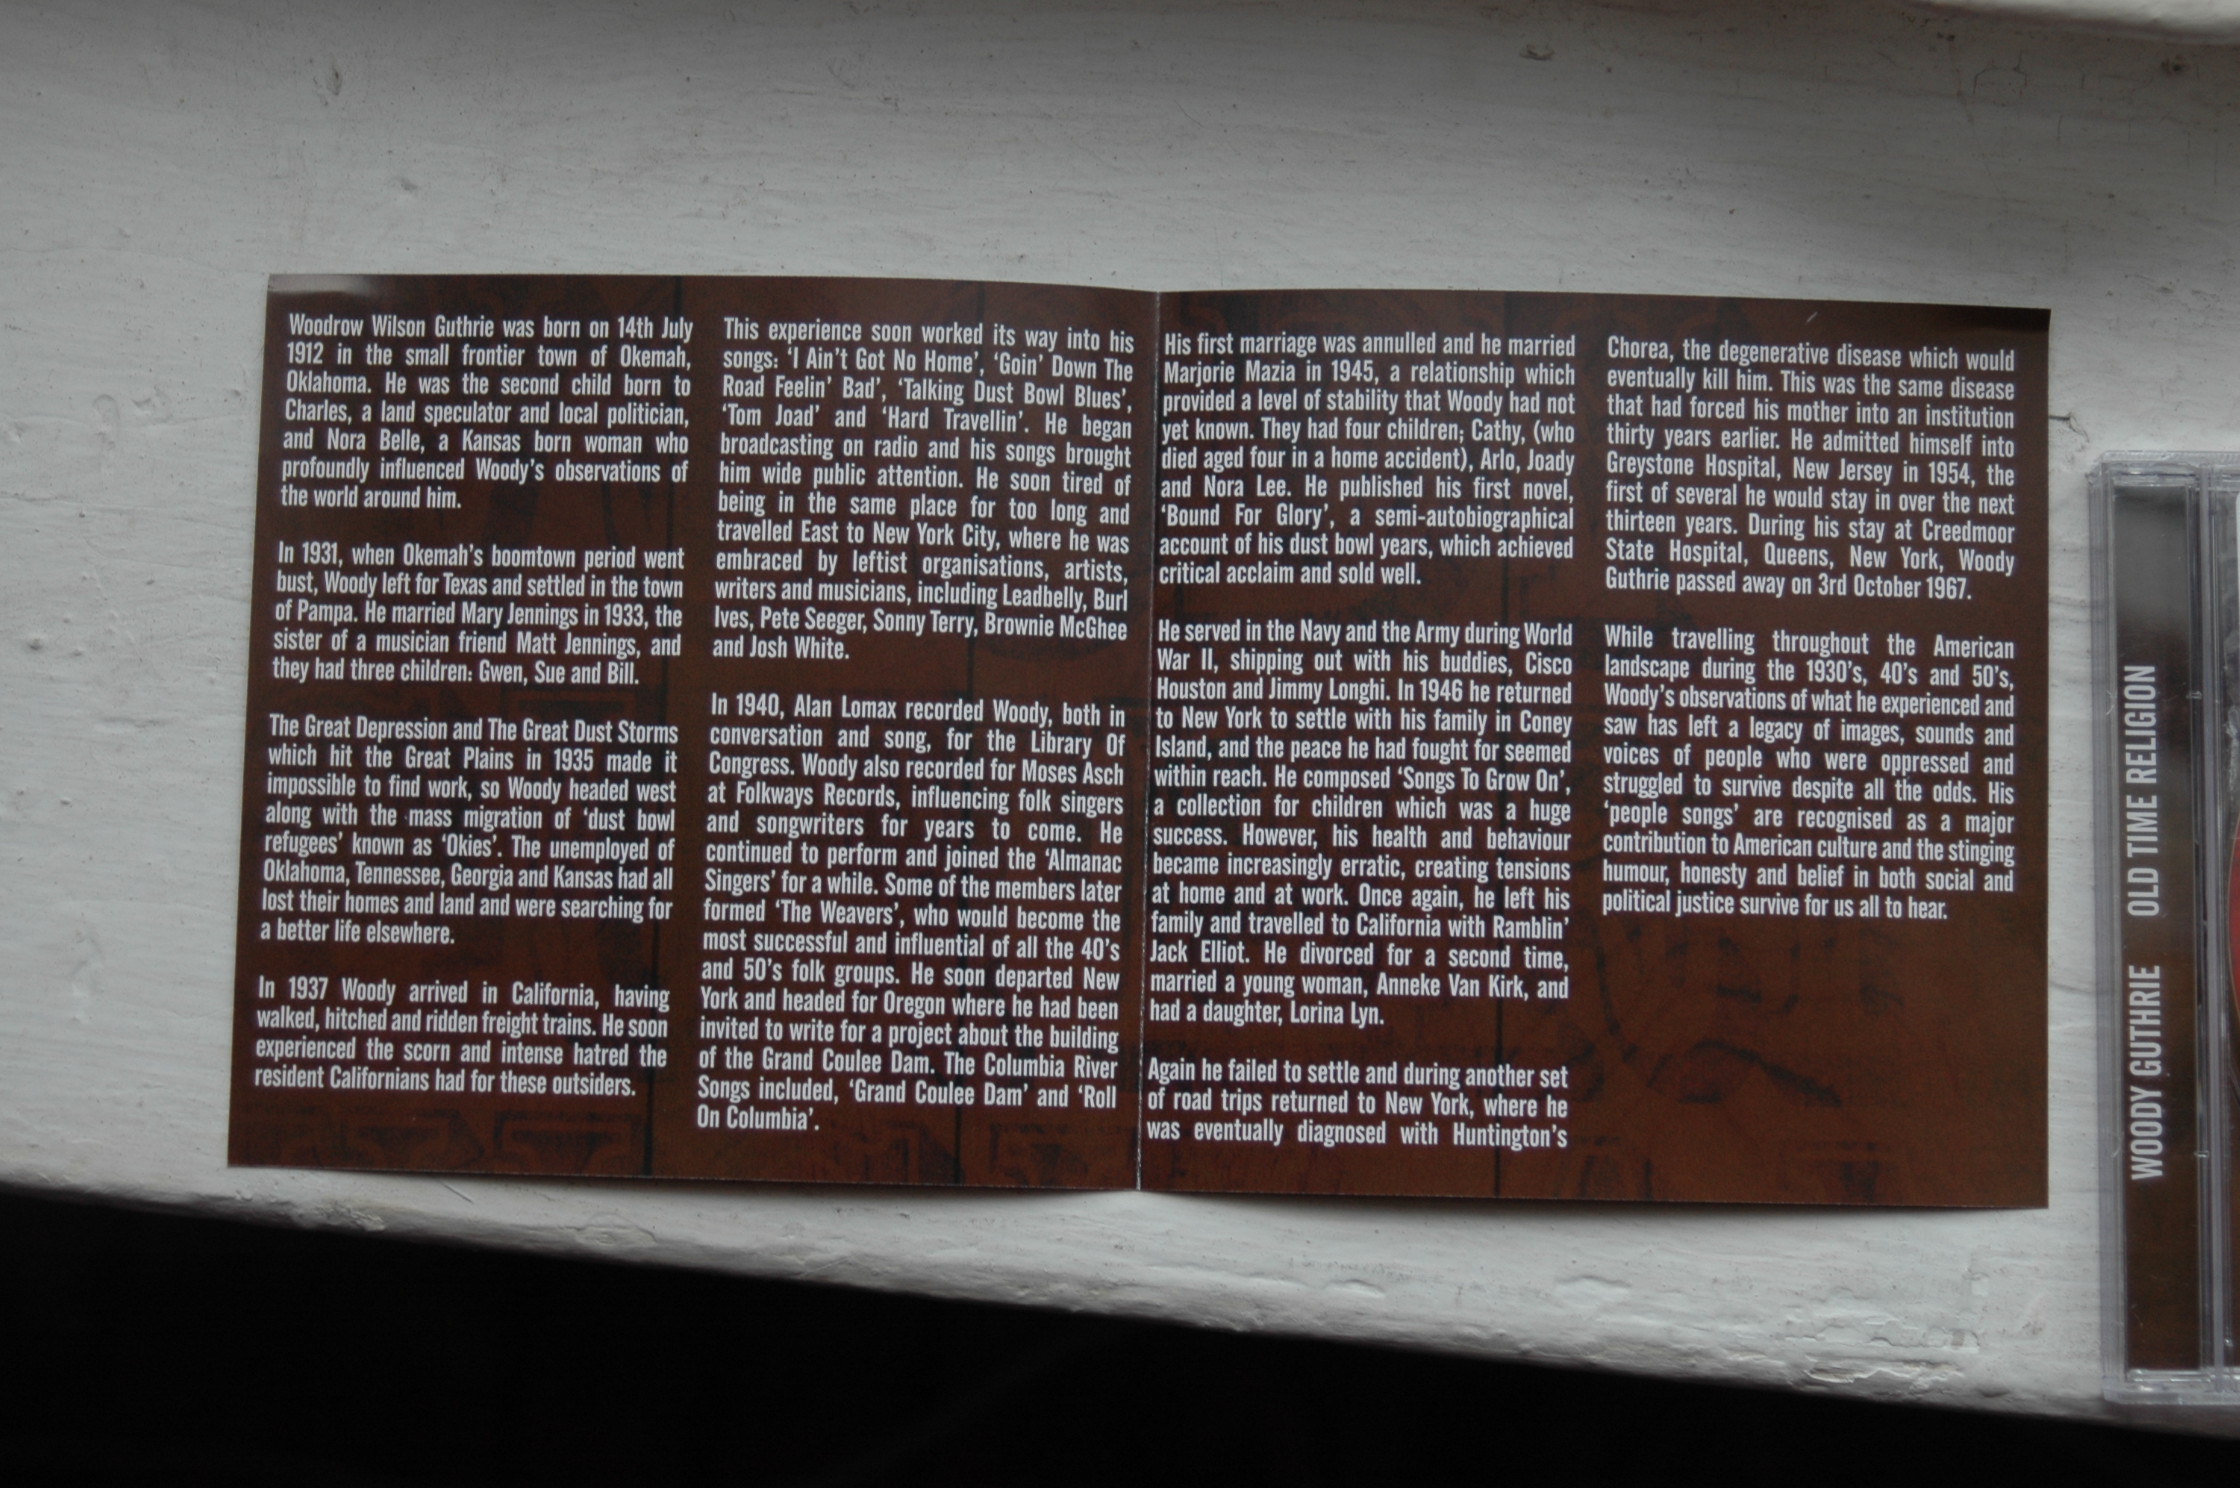 Woodrow Wilson Guthrie was born on 14th July
1912 in the small frontier town of Okemah,
Oklahoma. He was the second child born to
Charles, a land speculator and local politician,
and Nora Belle, a Kansas born woman who
profoundly influenced Woody's observations of
the world around him.
In 1931, when Okemah's boomtown period went
bust, Woody left for Texas and settled in the town
of Pampa. He married Mary Jennings in 1933, the
sister of a musician friend Matt Jennings, and
they had three children: Gwen, Sue and Bill.
The Great Depression and The Great Dust Storms
which hit the Great Plains in 1935 made it
impossible to find work, so Woody headed west
along with the mass migration of 'dust bowl
refugees' known as 'Okies'. The unemployed of
Oklahoma, Tennessee, Georgia and Kansas had all
lost their homes and land and were searching for
a better life elsewhere.
In 1937 Woody arrived in California, having
walked, hitched and ridden freight trains. He soon
experienced the scorn and intense hatred the
resident Californians had for these outsiders.
This experience soon worked its way into his
songs: 'I Ain't Got No Home', 'Goin' Down The
Road Feelin' Bad', 'Talking Dust Bowl Blues',
'Tom Joad' and 'Hard Travellin'. He began
broadcasting on radio and his songs brought
him wide public attention. He soon tired of
being in the same place for too long and
travelled East to New York City, where he was
embraced by leftist organisations, artists,
writers and musicians, including Leadbelly, Burl
Ives, Pete Seeger, Sonny Terry, Brownie McGhee
and Josh White.
In 1940, Alan Lomax recorded Woody, both in
conversation and song, for the Library Of
Congress. Woody also recorded for Moses Asch
at Folkways Records, influencing folk singers
and songwriters for years to come. He
continued to perform and joined the 'Almanac
Singers' for a while. Some of the members later
formed 'The Weavers', who would become the
most successful and influential of all the 40's
and 50's folk groups. He soon departed New
York and headed for Oregon where he had been
invited to write for a project about the building
of the Grand Coulee Dam. The Columbia River
Songs included, 'Grand Coulee Dam' and 'Roll
On Columbia'.
His first marriage was annulled and he married
Marjorie Mazia in 1945, a relationship which
provided a level of stability that Woody had not
yet known. They had four children; Cathy, (who
died aged four in a home accident), Arlo, Joady
and Nora Lee. He published his first novel,
'Bound For Glory', a semi-autobiographical
account of his dust bowl years, which achieved
critical acclaim and sold well.
He served in the Navy and the Army during World
War II, shipping out with his buddies, Cisco
Houston and Jimmy Longhi. In 1946 he returned
to New York to settle with his family in Coney
Island, and the peace he had fought for seemed
within reach. He composed 'Songs To Grow On',
a collection for children which was a huge
success. However, his health and behaviour
became increasingly erratic, creating tensions
at home and at work. Once again, he left his
family and travelled to California with Ramblin'
Jack Elliot. He divorced for a second time,
married a young woman, Anneke Van Kirk, and
had a daughter, Lorina Lyn.
Again he failed to settle and during another set
of road trips returned to New York, where he
was eventually diagnosed with Huntington's
Chorea, the degenerative disease which would
eventually kill him. This was the same disease
that had forced his mother into an institution
thirty years earlier. He admitted himself into
Greystone Hospital, New Jersey in 1954, the
first of several he would stay in over the next
thirteen years. During his stay at Creedmoor
State Hospital, Queens, New York, Woody
Guthrie passed away on 3rd October 1967.
While travelling throughout the American
landscape during the 1930's, 40's and 50's,
Woody's observations of what he experienced and
saw has left a legacy of images, sounds and
voices of people who were oppressed and
struggled to survive despite all the odds. His
'people songs' are recognised as a major
contribution to American culture and the stinging
humour, honesty and belief in both social and
political justice survive for us all to hear.
WOODY GUTHRIE OLD TIME RELIGION